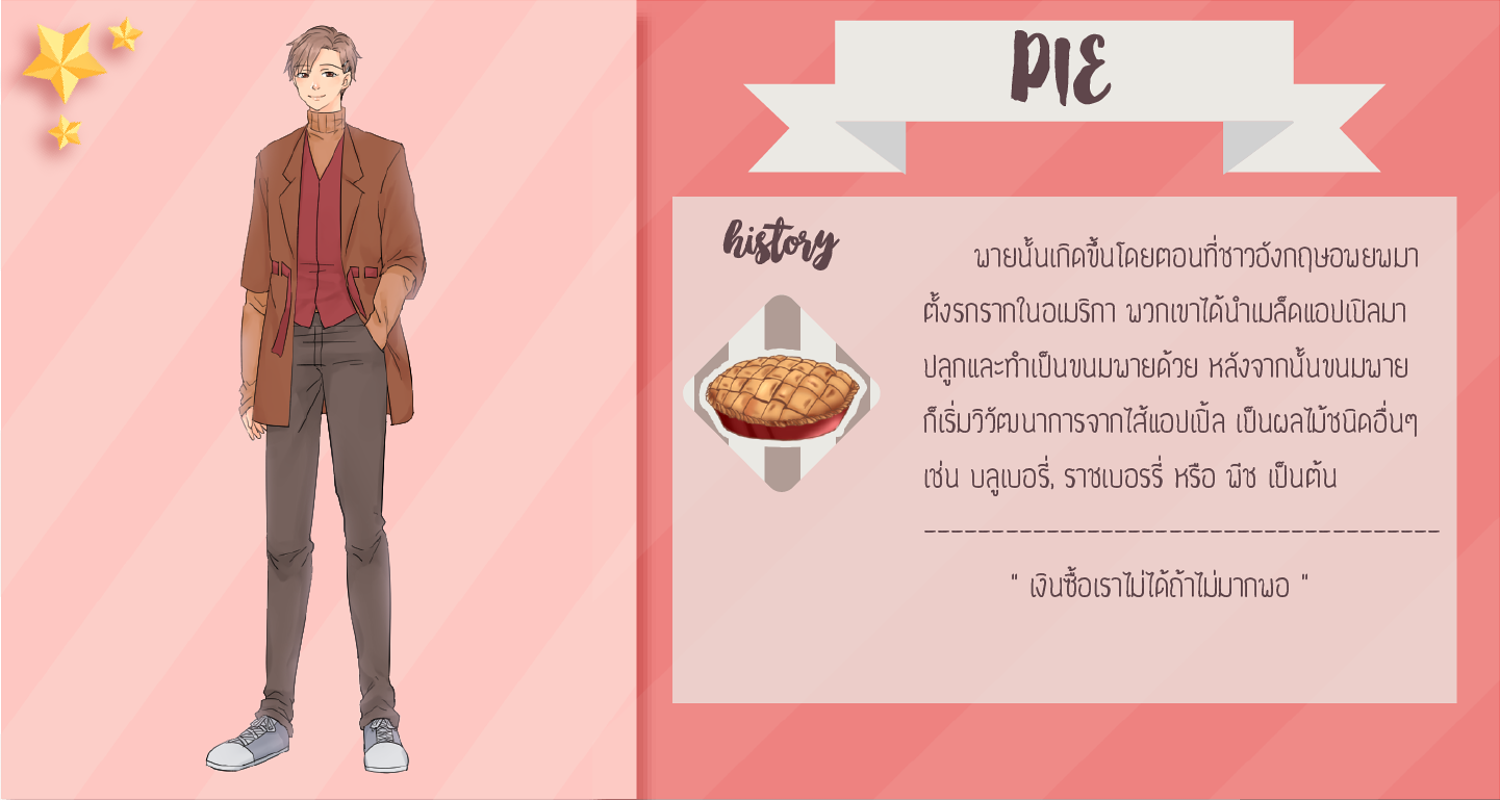 PIE
history
พายนั้นเกิดขึ้นโดยตอนที่ชาวอังกฤษอพยพมา
ตั้งรกรากในอเมริกา พวกเขาได้นำเมล็ดแอปเปิลมา
ปลูกและทำเป็นขนมพายด้วย หลังจากนั้นขนมพาย
ก็เริ่มวิวัฒนาการจากไส้แอปเปิ้ล เป็นผลไม้ชนิดอื่นๆ
เช่น บลูเบอรี่, ราชเบอรรี่ หรือ พีช เป็นต้น
" เงินซื้อเราไม่ได้ถ้าไม่มากพอ "